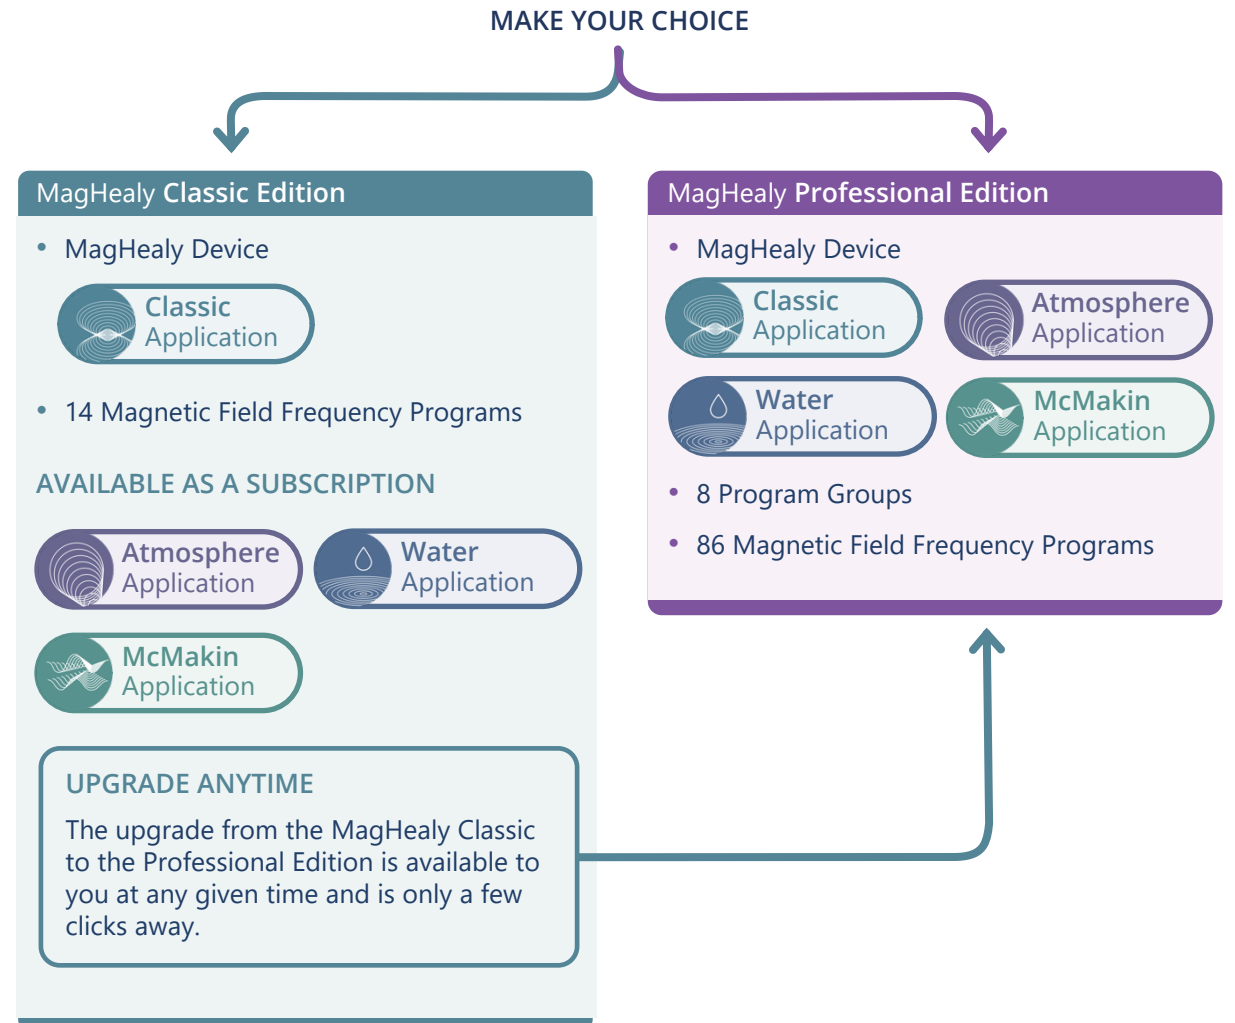 MAKE YOUR CHOICE
MagHealy Classic Edition
• MagHealy Device
Classic
Application
• 14 Magnetic Field Frequency Programs
AVAILABLE AS A SUBSCRIPTION
Atmosphere
Application
Water
Application
McMakin
Application
UPGRADE ANYTIME
The upgrade from the MagHealy Classic
to the Professional Edition is available to
you at any given time and is only a few
clicks away.
MagHealy Professional Edition
• MagHealy Device
Classic
Application
Atmosphere
Application
Water
Application
McMakin
Application
• 8 Program Groups
• 86 Magnetic Field Frequency Programs